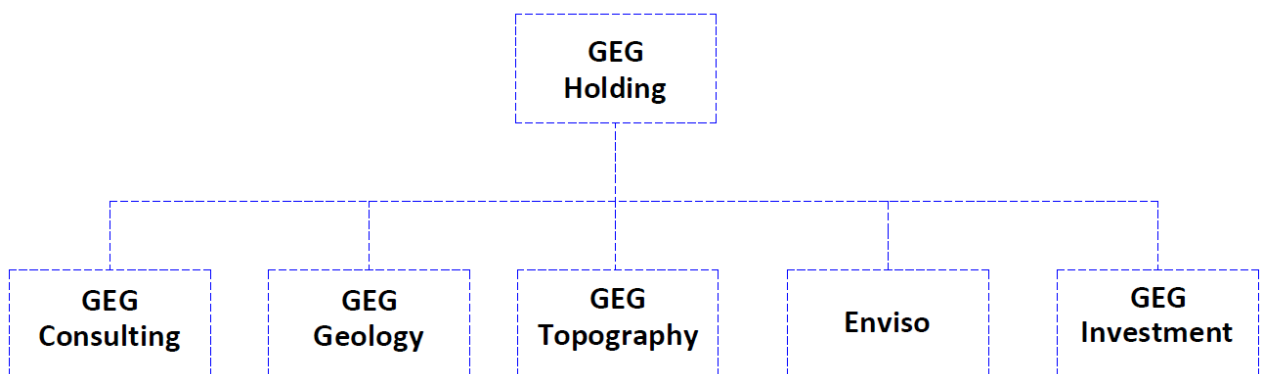 GEG
Holding
GEG
Consulting
GEG
Geology
GEG
Topography
Enviso
GEG
Investment